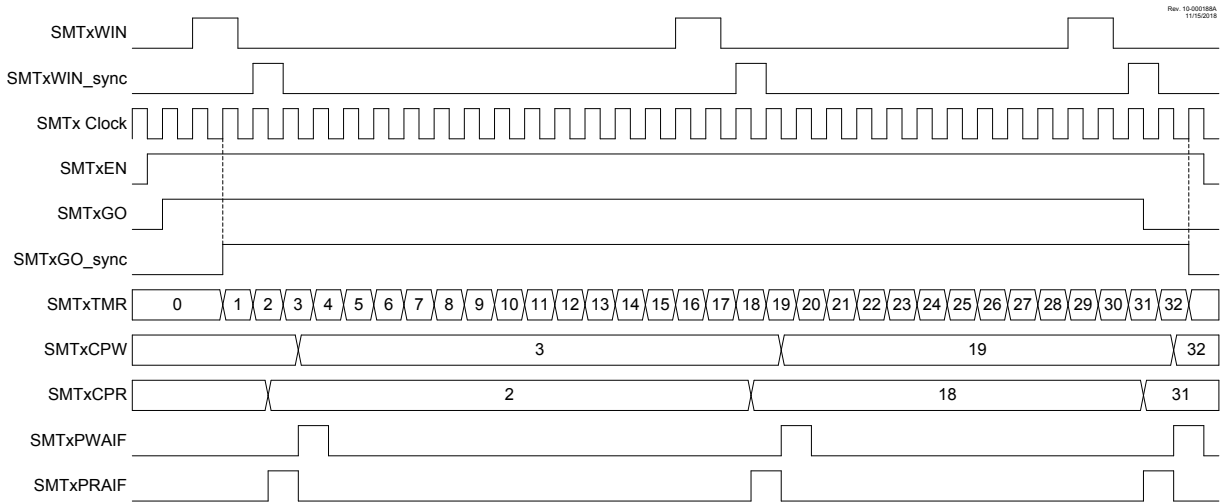 Rev. 10-000188A
11/15/2018
SMTxWIN
SMTxWIN_sync
SMTx Clock
SMTxEN
SMTxGO
SMTxGO_sync
SMTxTMR 0 1 2 3 4 5 6 7 8 9 10 11 12 13 14 15 16 17 18 19 20 21 22 23 24 25 26 27 28 29 30 31 32
SMTxCPW 3 19 32
SMTxCPR 2 18 31
SMTxPWAIF
SMTxPRAIF